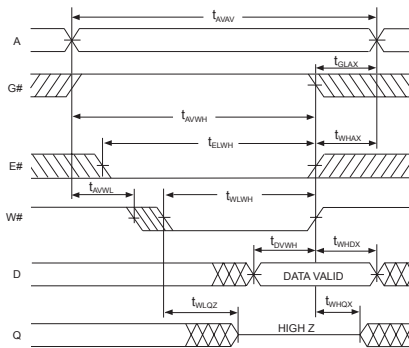 tAVAV
A
tGLAX
G#
tAVWH
tELWH
tWHAX
E#
tAVWL
tWLWH
W#
tDVWH
tWHDX
D
DATA VALID
tWLQZ
tWHQX
Q
HIGH Z